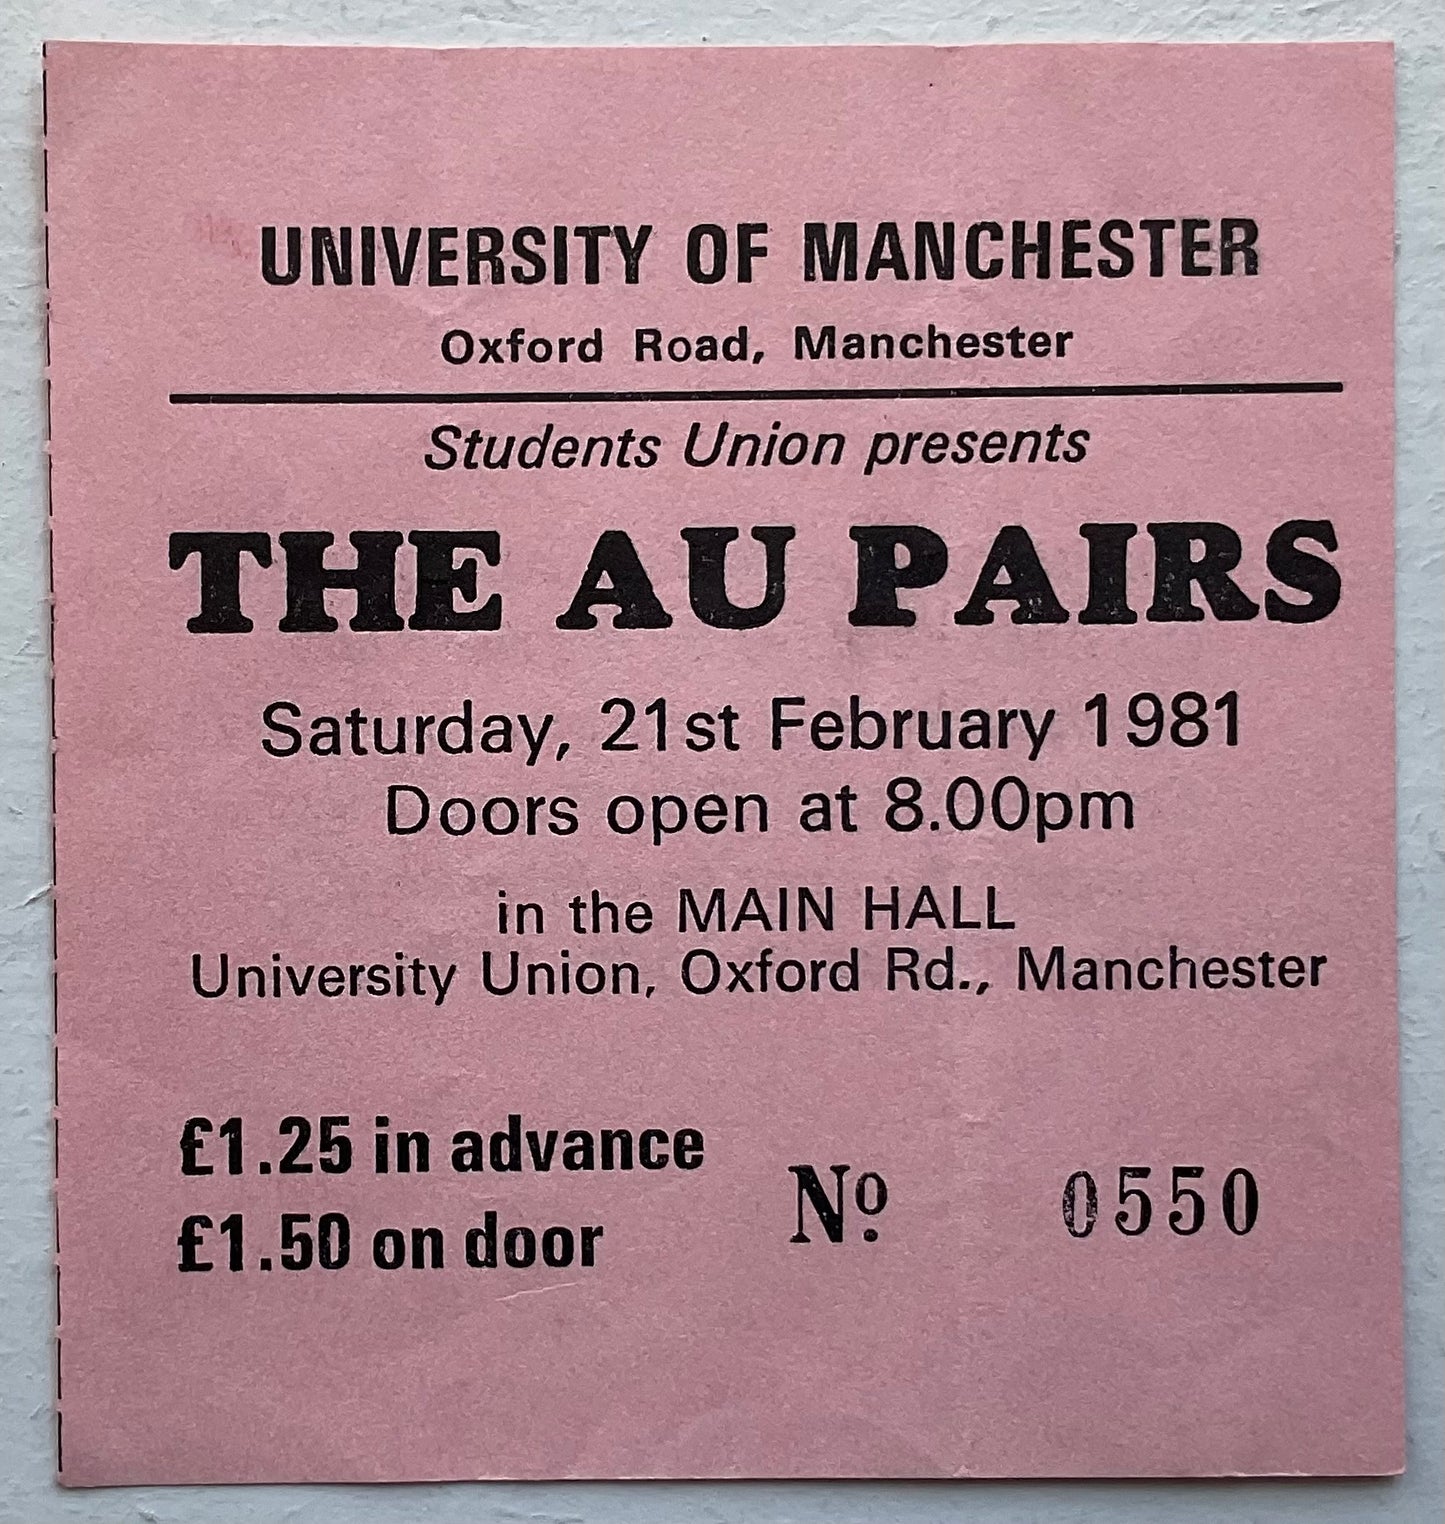 UNIVERSITY OF MANCHESTER
Oxford Road, Manchester
Students Union presents
THE AU PAIRS
Saturday, 21st February 1981
Doors open at 8.00pm
in the MAIN HALL
University Union, Oxford Rd., Manchester
£1.25 in advance
£1.50 on door
Nº 0550